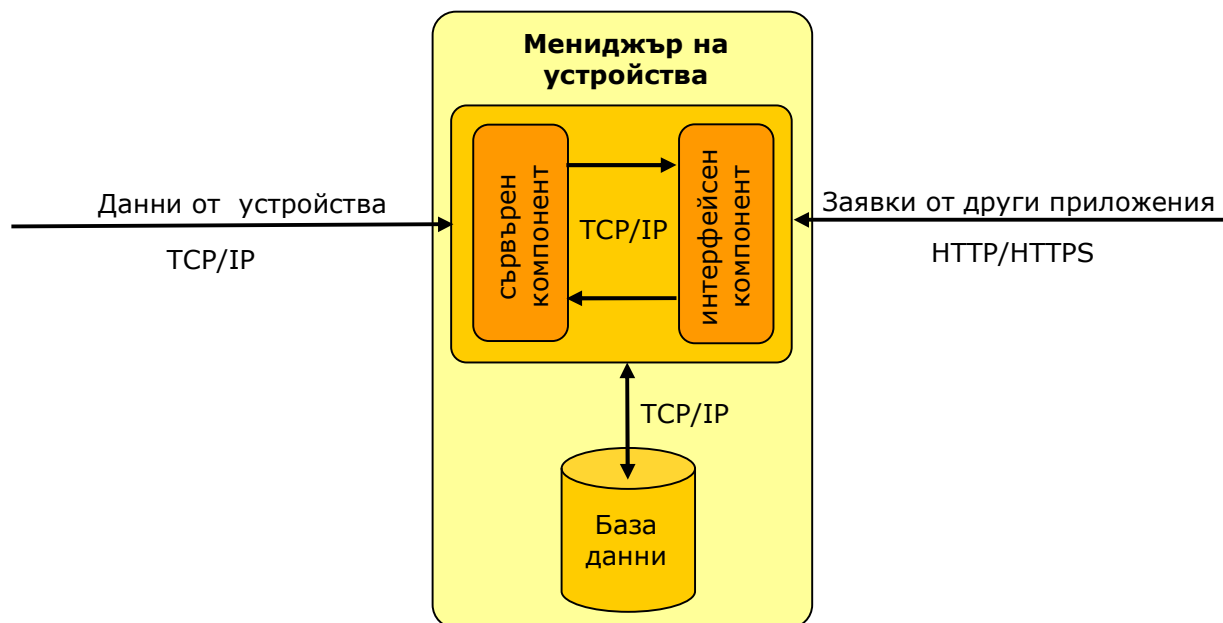 Мениджър на
устройства
Данни от  устройства
TCP/IP
сървърен
компонент
TCP/IP
интерфейсен
компонент
Заявки от други приложения
HTTP/HTTPS
TCP/IP
База
данни